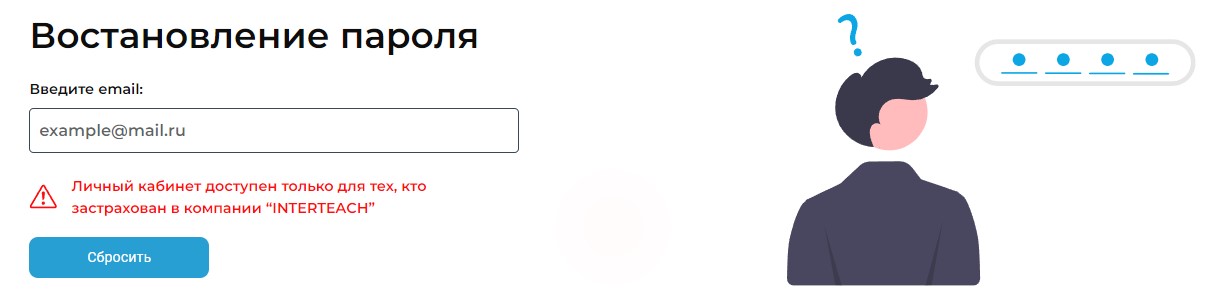 Востановление пароля
Введите email:
example@mail.ru
Личный кабинет доступен только для тех, кто
застрахован в компании “INTERTEACH”
Сбросить